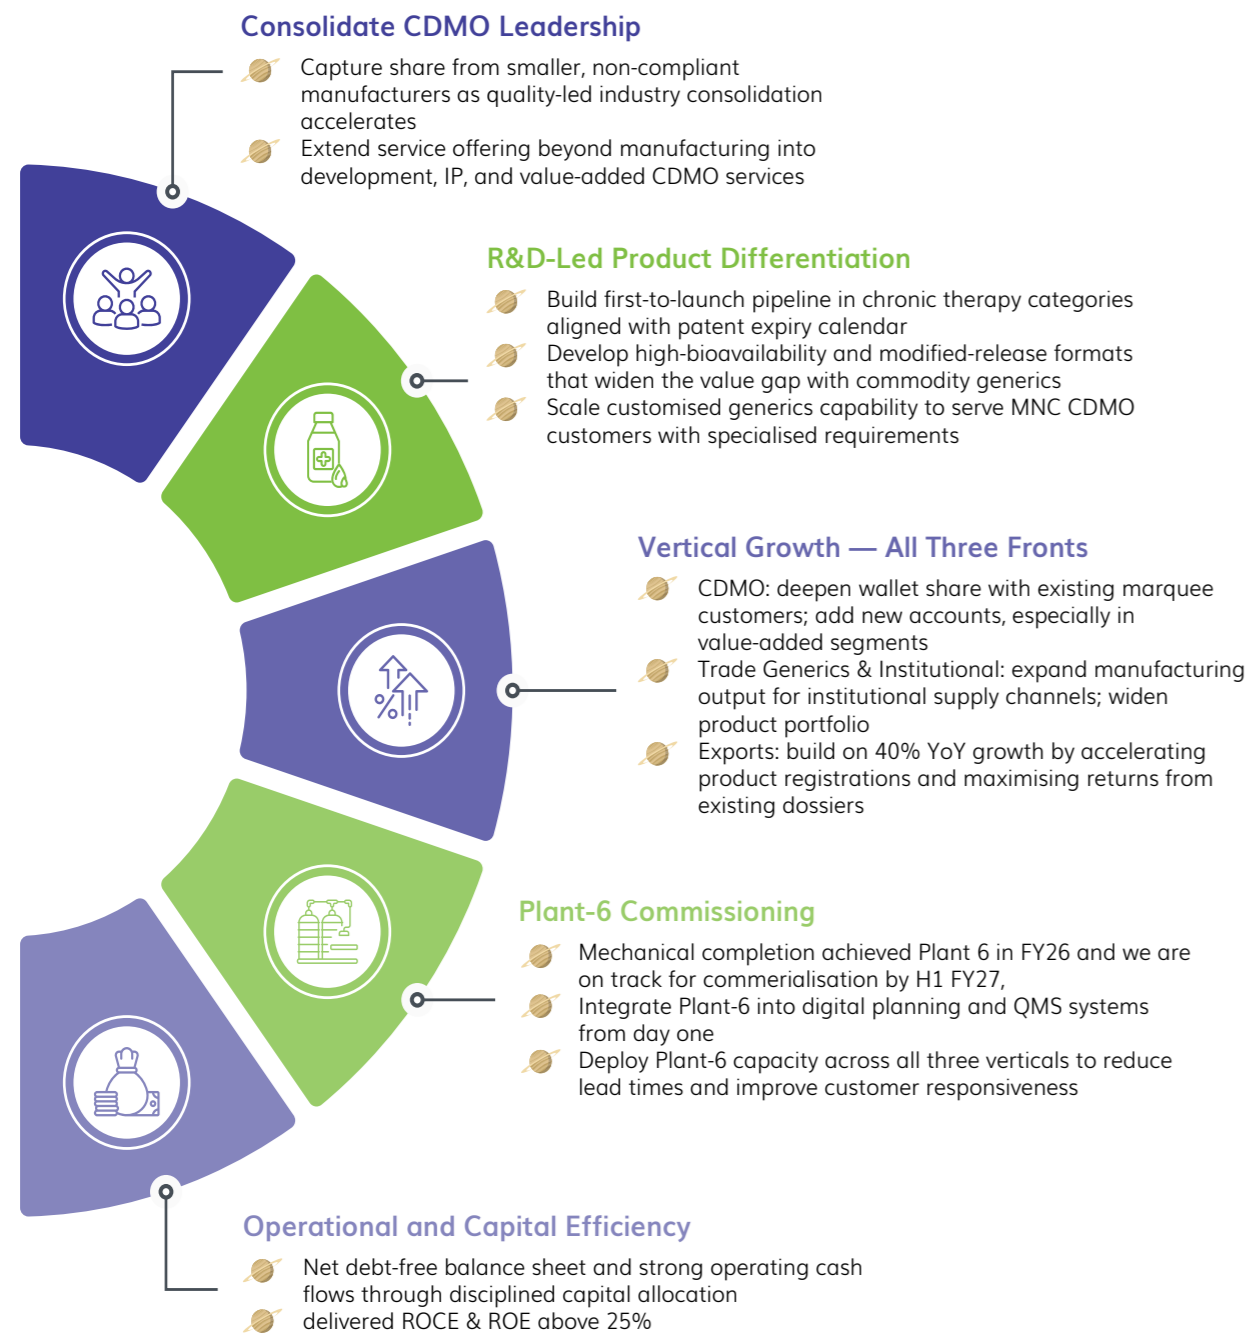 Consolidate CDMO Leadership
Capture share from smaller, non-compliant
manufacturers as quality-led industry consolidation
accelerates
Extend service offering beyond manufacturing into
development, IP, and value-added CDMO services
R&D-Led Product Differentiation
Build first-to-launch pipeline in chronic therapy categories
aligned with patent expiry calendar
Develop high-bioavailability and modified-release formats
that widen the value gap with commodity generics
Scale customised generics capability to serve MNC CDMO
customers with specialised requirements
Vertical Growth — All Three Fronts
CDMO: deepen wallet share with existing marquee
customers; add new accounts, especially in
value-added segments
Trade Generics & Institutional: expand manufacturing
output for institutional supply channels; widen
product portfolio
Exports: build on 40% YoY growth by accelerating
product registrations and maximising returns from
existing dossiers
Plant-6 Commissioning
Mechanical completion achieved Plant 6 in FY26 and we are
on track for commerialisation by H1 FY27,
Integrate Plant-6 into digital planning and QMS systems
from day one
Deploy Plant-6 capacity across all three verticals to reduce
lead times and improve customer responsiveness
Operational and Capital Efficiency
Net debt-free balance sheet and strong operating cash
flows through disciplined capital allocation
delivered ROCE & ROE above 25%